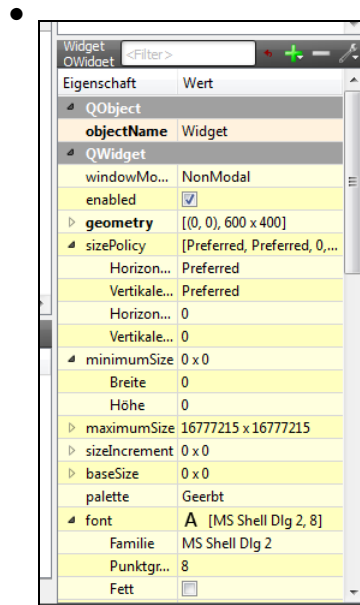 Widget
QWidget
<Filter>
Eigenschaft Wert
QObject
objectName Widget
QWidget
windowMo... NonModal
enabled
geometry [(0, 0), 600 x 400]
sizePolicy [Preferred, Preferred, 0,...
Horizon... Preferred
Vertikale... Preferred
Horizon... 0
Vertikale... 0
minimumSize 0 x 0
Breite 0
Höhe 0
maximumSize 16777215 x 16777215
sizeIncrement 0 x 0
baseSize 0 x 0
palette Geerbt
font A [MS Shell Dlg 2, 8]
Familie MS Shell Dlg 2
Punktgr... 8
Fett